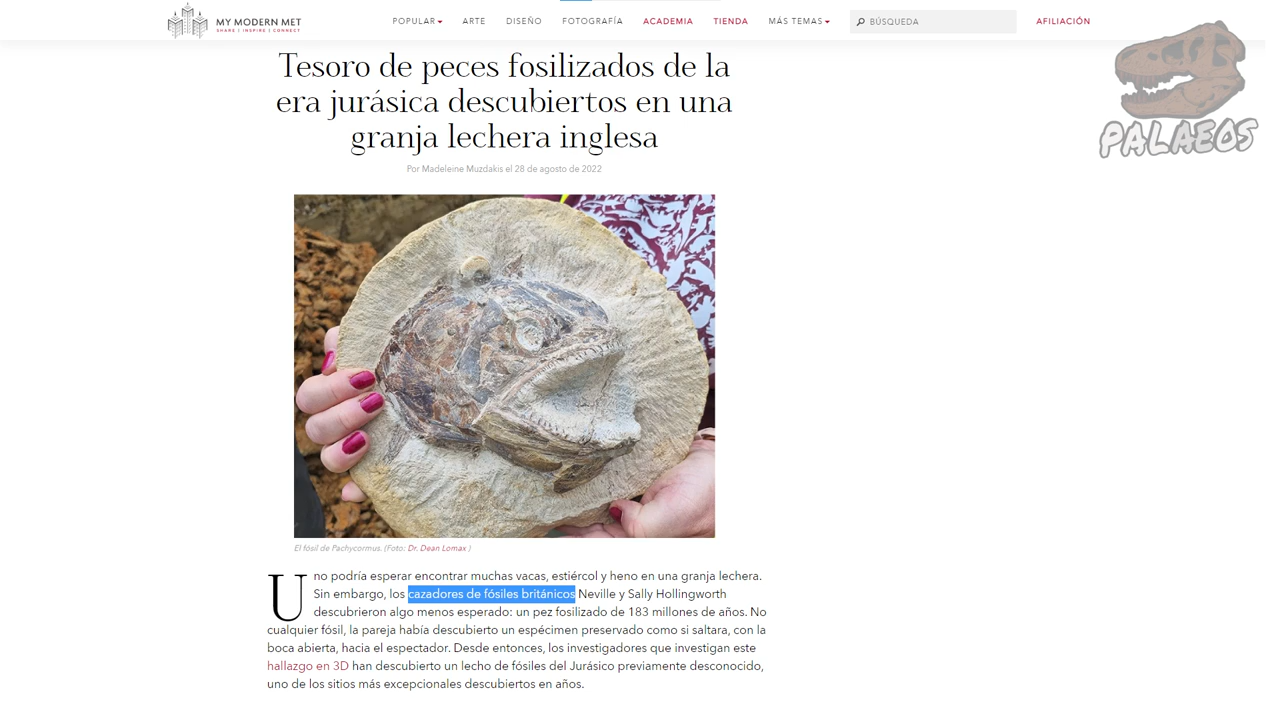 MY MODERN MET
SHARE | INSPIRE | CONNECT
POPULAR ARTE DISEÑO FOTOGRAFÍA ACADEMIA TIENDA MÁS TEMAS BÚSQUEDA AFILIACIÓN
PALAEOS
Tesoro de peces fosilizados de la
era jurásica descubiertos en una
granja lechera inglesa
Por Madeleine Muzdakis el 28 de agosto de 2022
El fósil de Pachycormus. (Foto: Dr. Dean Lomax )
Uno podría esperar encontrar muchas vacas, estiércol y heno en una granja lechera.
Sin embargo, los cazadores de fósiles británicos Neville y Sally Hollingworth
descubrieron algo menos esperado: un pez fosilizado de 183 millones de años. No
cualquier fósil, la pareja había descubierto un espécimen preservado como si saltara, con la
boca abierta, hacia el espectador. Desde entonces, los investigadores que investigan este
hallazgo en 3D han descubierto un lecho de fósiles del Jurásico previamente desconocido,
uno de los sitios más excepcionales descubiertos en años.